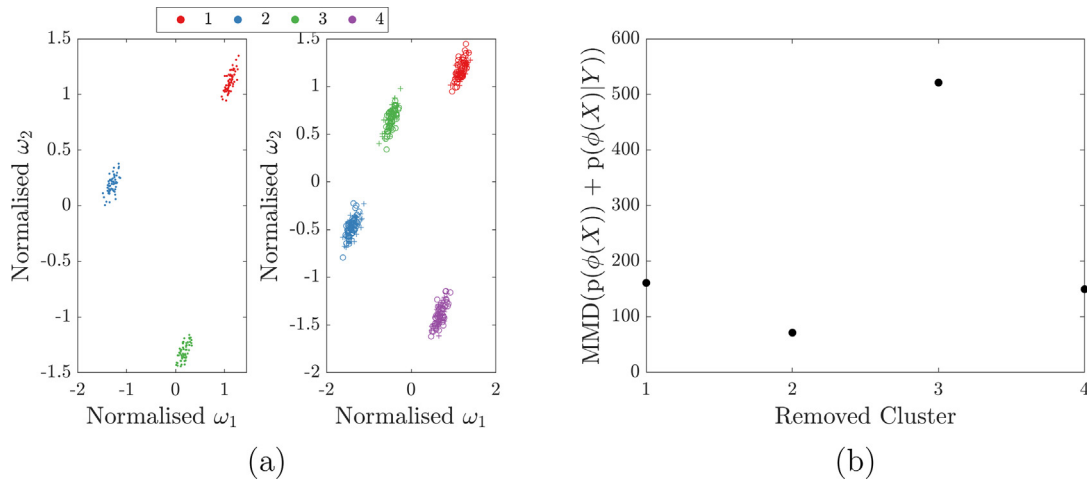 1 2 3 4
1.5
1
0.5
0
-0.5
-1
-1.5
-2 -1 0 1
Normalised ω₂
Normalised ω₁
1.5
1
0.5
0
-0.5
-1
-1.5
-2
-2 0 2
Normalised ω₂
Normalised ω₁
(a)
600
500
400
300
200
100
0
1 2 3 4
MMD(p(ϕ(X)) + p(ϕ(X)|Y))
Removed Cluster
(b)